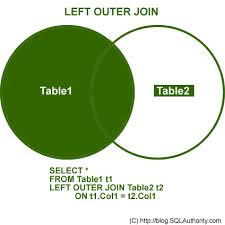 LEFT OUTER JOIN
Table1
Table2
SELECT *
FROM Table1 t1
LEFT OUTER JOIN Table2 t2
ON t1.Col1 = t2.Col1
(C) http://blog.SQLAuthority.com